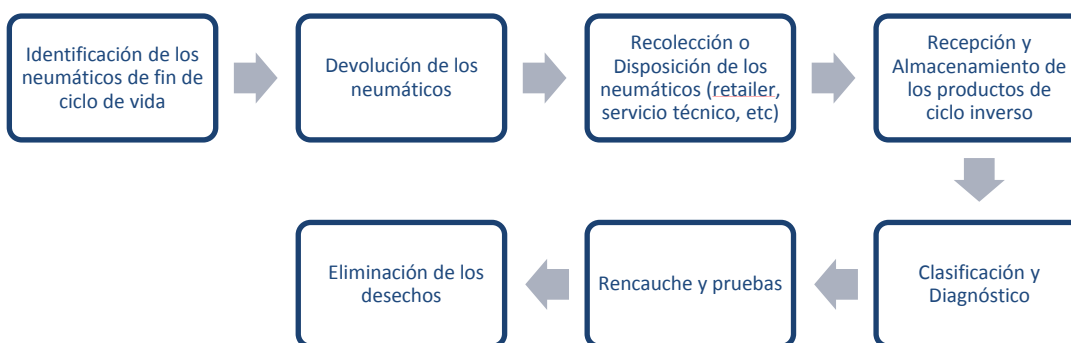 Identificación de los
neumáticos de fin de
ciclo de vida
Devolución de los
neumáticos
Recolección o
Disposición de los
neumáticos (retailer,
servicio técnico, etc)
Recepción y
Almacenamiento de
los productos de
ciclo inverso
Eliminación de los
desechos
Rencauche y pruebas
Clasificación y
Diagnóstico